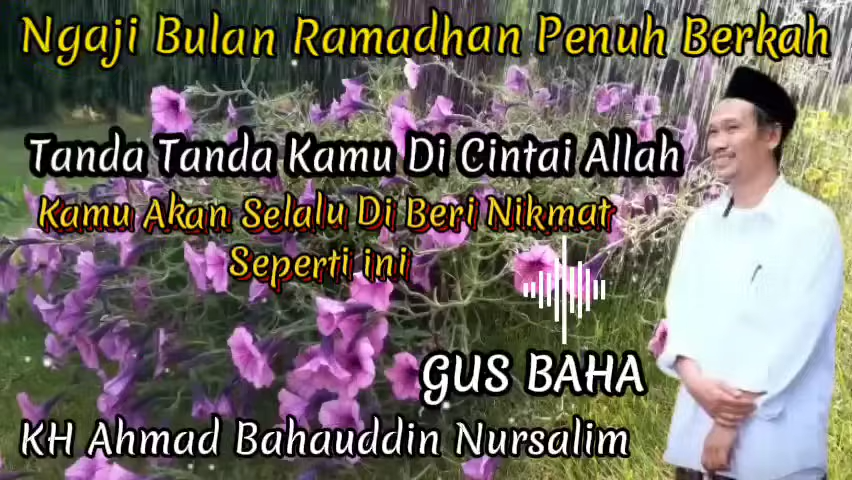 Ngaji Bulan Ramadhan Penuh Berkah
Tanda Tanda Kamu Di Cintai Allah
Kamu Akan Selalu Di Beri Nikmat
Seperti ini
GUS BAHA
KH Ahmad Bahauddin Nursalim